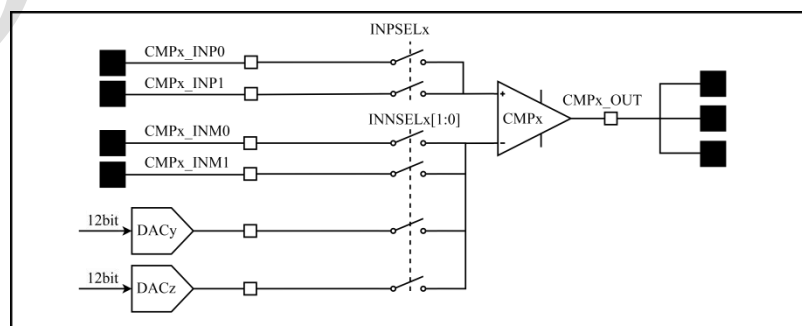 INPSELx
CMPx_INP0
CMPx_INP1
INNSELx[1:0]
CMPx_OUT
CMPx
CMPx_INM0
CMPx_INM1
12bit
DACy
12bit
DACz
+
−